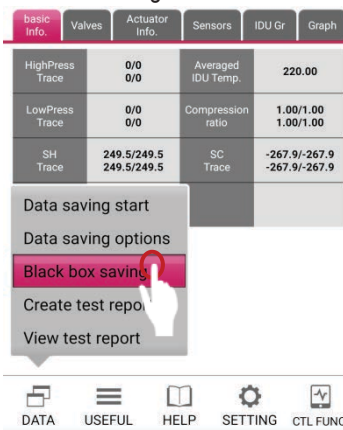 basic Info. Valves Actuator Info. Sensors IDU Gr Graph
HighPress Trace 0/0 0/0 Averaged IDU Temp. 220.00
LowPress Trace 0/0 0/0 Compression ratio 1.00/1.00 1.00/1.00
SH Trace 249.5/249.5 249.5/249.5 SC Trace -267.9/-267.9 -267.9/-267.9
Data saving start
Data saving options
Black box saving
Create test report
View test report
DATA USEFUL HELP SETTING CTL FUNC